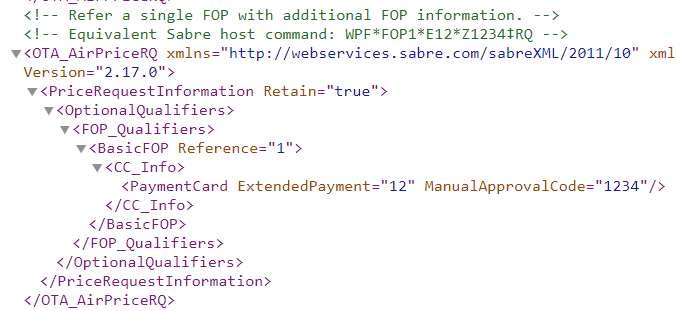 <!-- Refer a single FOP with additional FOP information. -->
<!-- Equivalent Sabre host command: WPF*FOP1*E12*Z1234‡RQ -->
▼<OTA_AirPriceRQ xmlns="http://webservices.sabre.com/sabreXML/2011/10" xml
Version="2.17.0">
▼<PriceRequestInformation Retain="true">
▼<OptionalQualifiers>
▼<FOP_Qualifiers>
▼<BasicFOP Reference="1">
▼<CC_Info>
<PaymentCard ExtendedPayment="12" ManualApprovalCode="1234"/>
</CC_Info>
</BasicFOP>
</FOP_Qualifiers>
</OptionalQualifiers>
</PriceRequestInformation>
</OTA_AirPriceRQ>